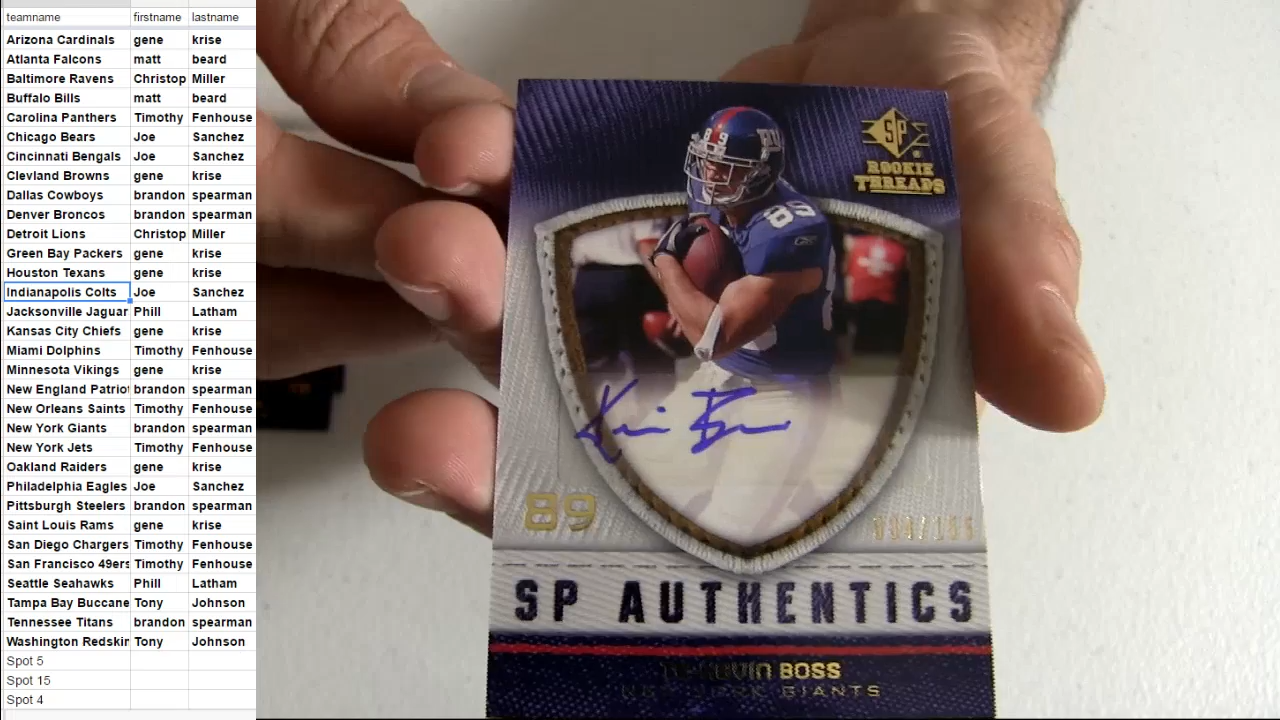 teamname firstname lastname
Arizona Cardinals gene krise
Atlanta Falcons matt beard
Baltimore Ravens Christop Miller
Buffalo Bills matt beard
Carolina Panthers Timothy Fenhouse
Chicago Bears Joe Sanchez
Cincinnati Bengals Joe Sanchez
Clevland Browns gene krise
Dallas Cowboys brandon spearman
Denver Broncos brandon spearman
Detroit Lions Christop Miller
Green Bay Packers gene krise
Houston Texans gene krise
Indianapolis Colts Joe Sanchez
Jacksonville Jaguar Phill Latham
Kansas City Chiefs gene krise
Miami Dolphins Timothy Fenhouse
Minnesota Vikings gene krise
New England Patrio brandon spearman
New Orleans Saints Timothy Fenhouse
New York Giants brandon spearman
New York Jets Timothy Fenhouse
Oakland Raiders gene krise
Philadelphia Eagles Joe Sanchez
Pittsburgh Steelers brandon spearman
Saint Louis Rams gene krise
San Diego Chargers Timothy Fenhouse
San Francisco 49ers Timothy Fenhouse
Seattle Seahawks Phill Latham
Tampa Bay Buccane Tony Johnson
Tennessee Titans brandon spearman
Washington Redskin Tony Johnson
Spot 5
Spot 15
Spot 4
SP
ROOKIE
THREADS
89
89
89
SP AUTHENTICS
KEVIN BOSS
NEW YORK GIANTS